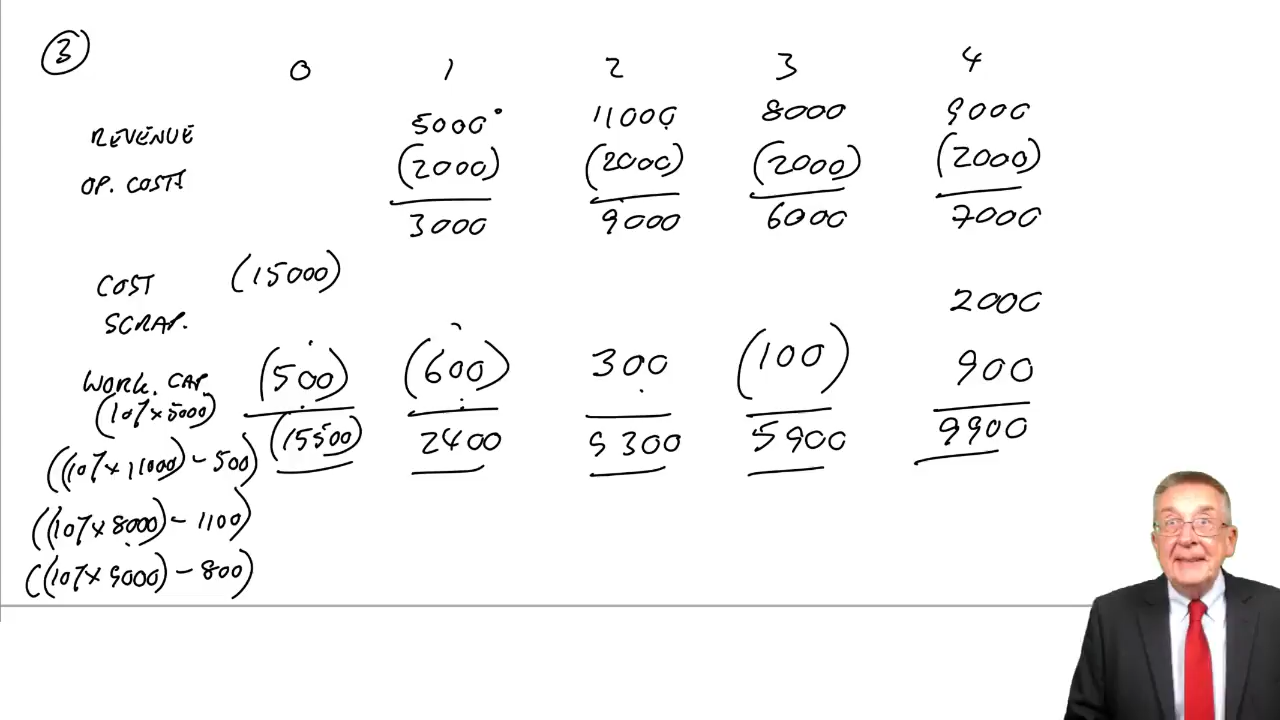 3
0 1 2 3 4
REVENUE 5000 11000 8000 9000
OP. COSTS (2000) (2000) (2000) (2000)
3000 9000 6000 7000
COST (15000)
SCRAP. 2000
WORK. CAP (500) (600) 300 (100) 900
(10% × 5000)
(15500) 2400 9300 5900 9900
((10% × 11000) - 500)
((10% × 8000) - 1100)
((10% × 9000) - 800)